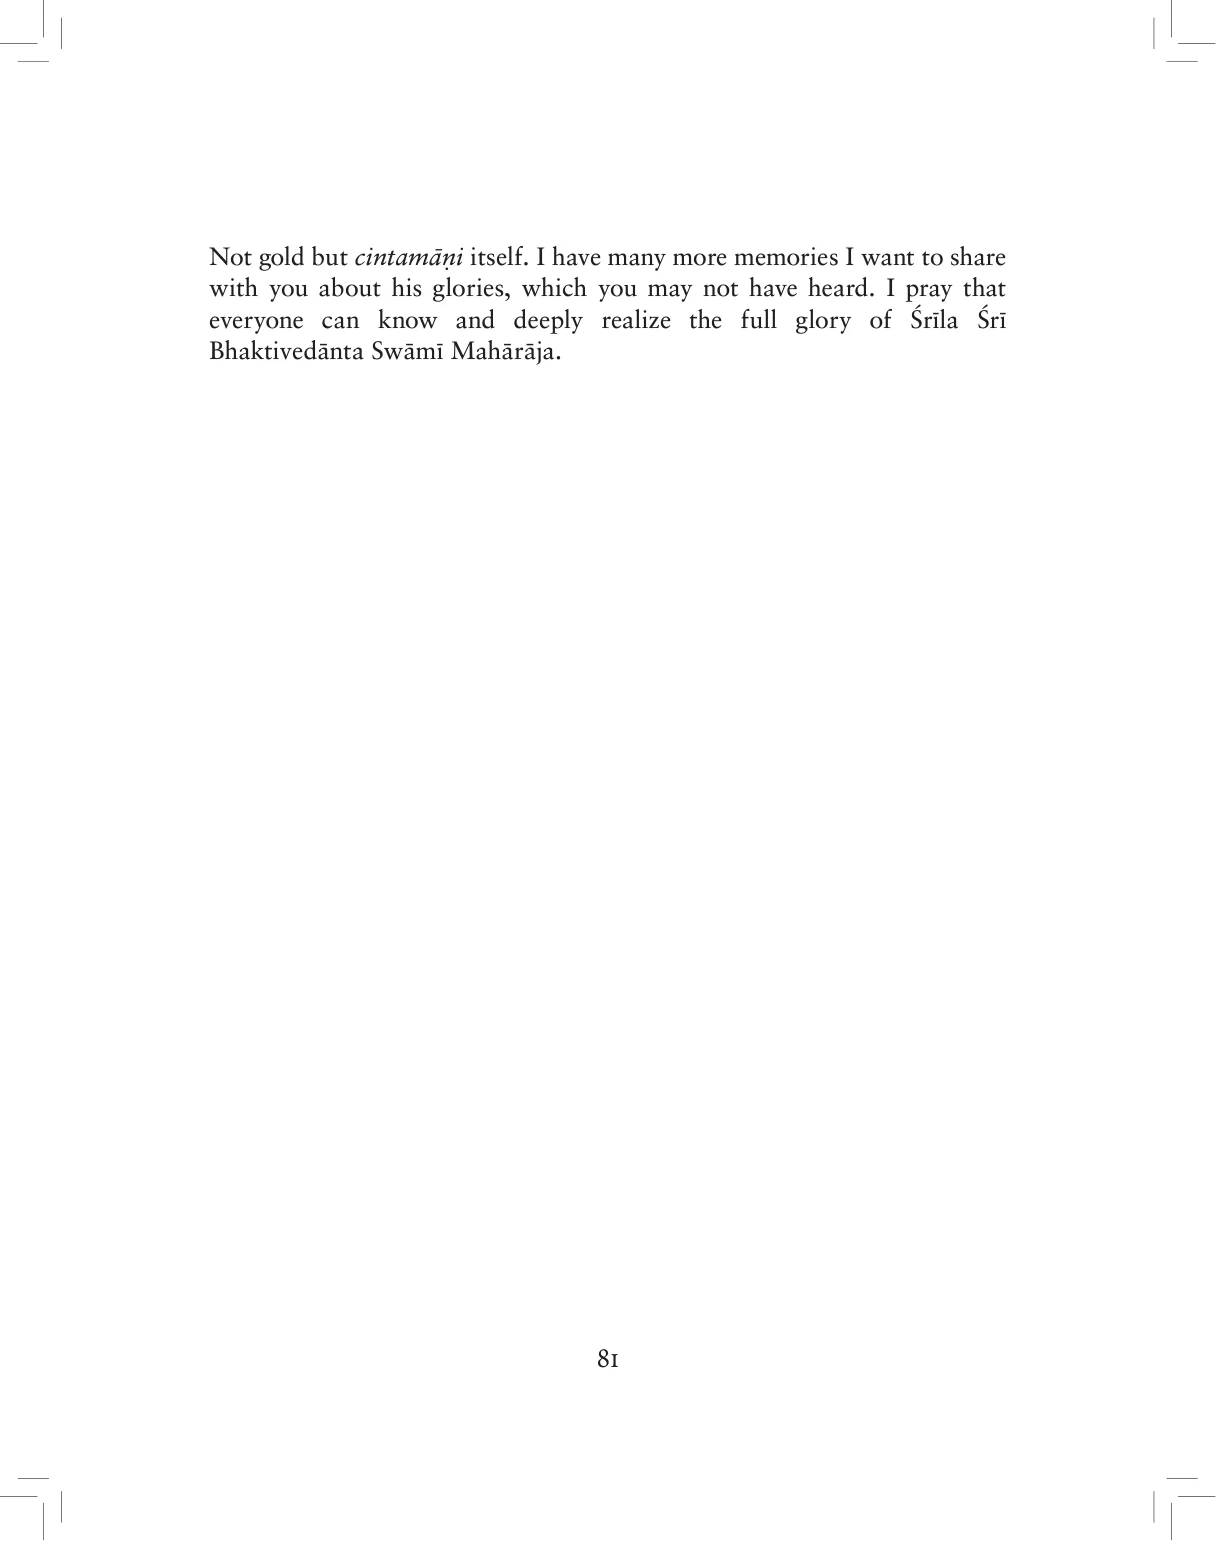 Not gold but cintamāṇi itself. I have many more memories I want to share
with you about his glories, which you may not have heard. I pray that
everyone can know and deeply realize the full glory of Śrīla Śrī
Bhaktivedānta Swāmī Mahārāja.
81